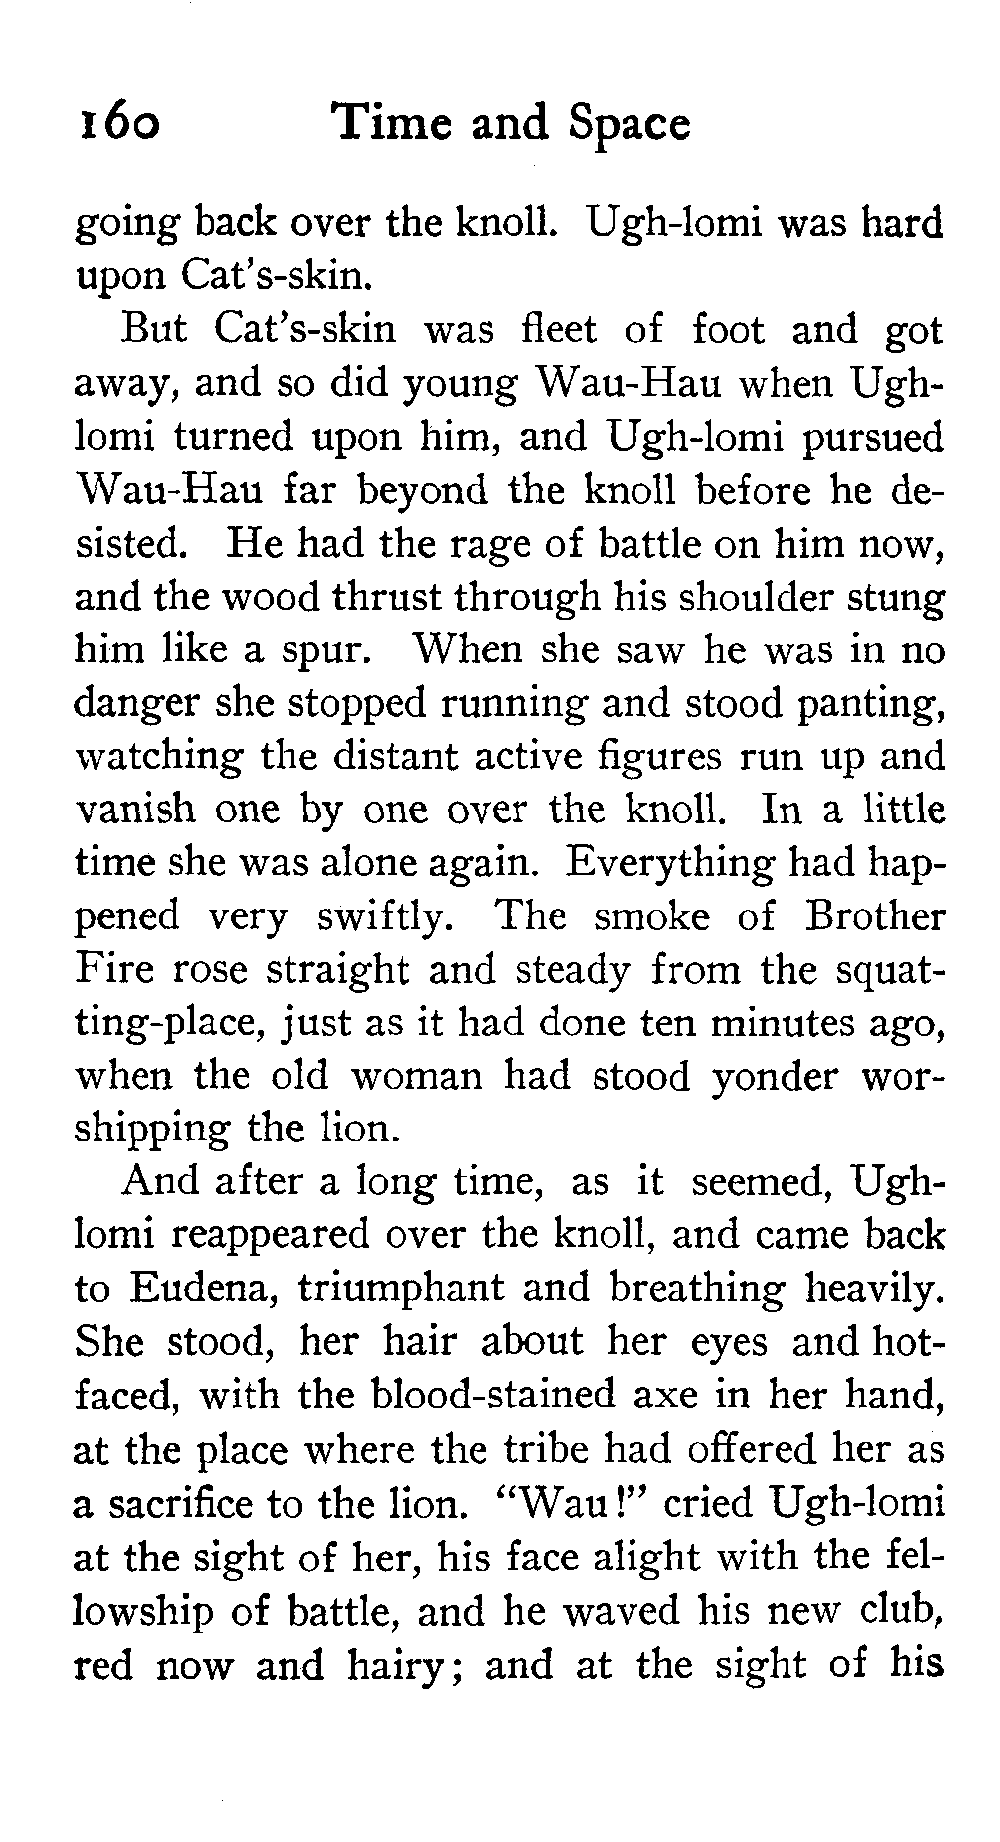 160 Time and Space
going back over the knoll. Ugh-lomi was hard
upon Cat's-skin.
But Cat's-skin was fleet of foot and got
away, and so did young Wau-Hau when Ugh-
lomi turned upon him, and Ugh-lomi pursued
Wau-Hau far beyond the knoll before he de-
sisted. He had the rage of battle on him now,
and the wood thrust through his shoulder stung
him like a spur. When she saw he was in no
danger she stopped running and stood panting,
watching the distant active figures run up and
vanish one by one over the knoll. In a little
time she was alone again. Everything had hap-
pened very swiftly. The smoke of Brother
Fire rose straight and steady from the squat-
ting-place, just as it had done ten minutes ago,
when the old woman had stood yonder wor-
shipping the lion.
And after a long time, as it seemed, Ugh-
lomi reappeared over the knoll, and came back
to Eudena, triumphant and breathing heavily.
She stood, her hair about her eyes and hot-
faced, with the blood-stained axe in her hand,
at the place where the tribe had offered her as
a sacrifice to the lion. “Wau!” cried Ugh-lomi
at the sight of her, his face alight with the fel-
lowship of battle, and he waved his new club,
red now and hairy; and at the sight of his